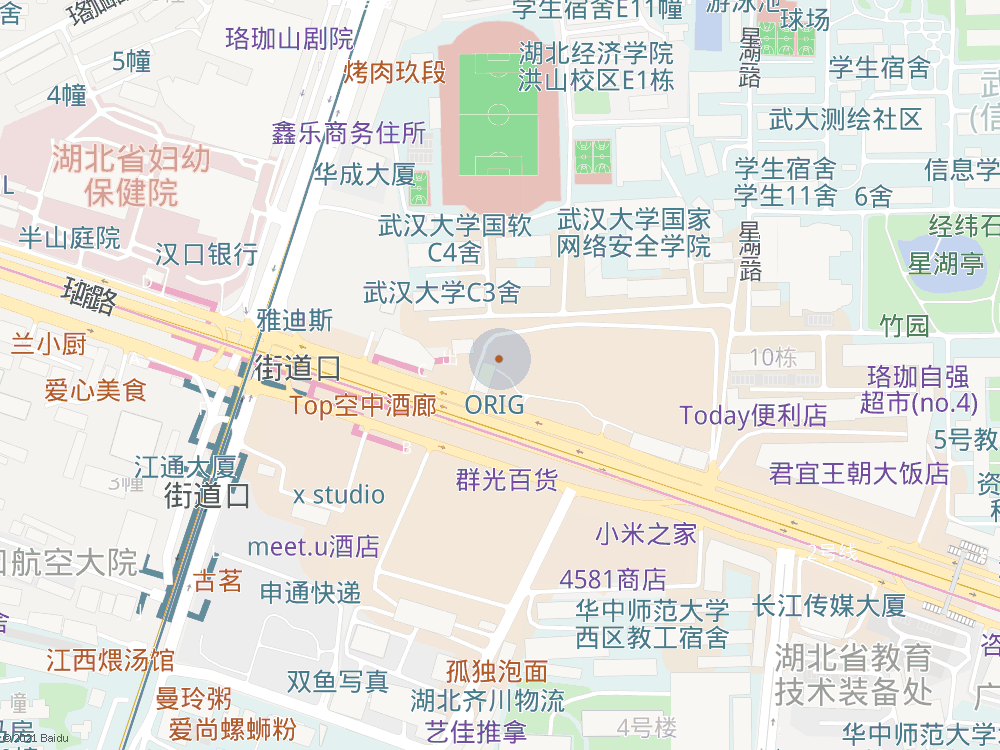 学生宿舍E11幢
游泳池
球场
珞珈山剧院
星湖路
湖北经济学院
洪山校区E1栋
5幢
烤肉玖段
学生宿舍
4幢
武大测绘社区
鑫乐商务住所
湖北省妇幼
保健院
华成大厦
学生宿舍
学生11舍
6舍
信息学
武汉大学国软
C4舍
武汉大学国家
网络安全学院
经纬石
半山庭院
汉口银行
星湖路
星湖亭
珞喻路
武汉大学C3舍
雅迪斯
竹园
兰小厨
街道口
10栋
爱心美食
珞珈自强
超市(no.4)
Top空中酒廊
ORIG
Today便利店
5号教
江通大厦
3幢
群光百货
君宜王朝大饭店
街道口
x studio
小米之家
meet.u酒店
2号线
口航空大院
古茗
申通快递
4581商店
华中师范大学
西区教工宿舍
长江传媒大厦
江西煨汤馆
双鱼写真
孤独泡面
湖北省教育
技术装备处
曼玲粥
湖北齐川物流
爱尚螺蛳粉
艺佳推拿
4号楼
华中师范大学
© 2021 Baidu